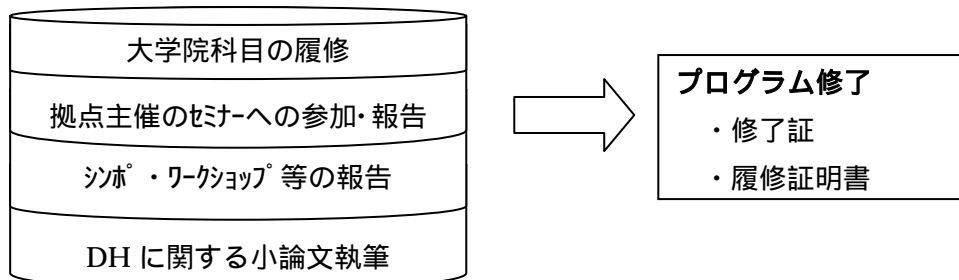 大学院科目の履修
拠点主催のｾﾐﾅｰへの参加･報告
ｼﾝﾎﾟ・ﾜｰｸｼｮｯﾌﾟ等の報告
DH に関する小論文執筆
プログラム修了
・修了証
・履修証明書